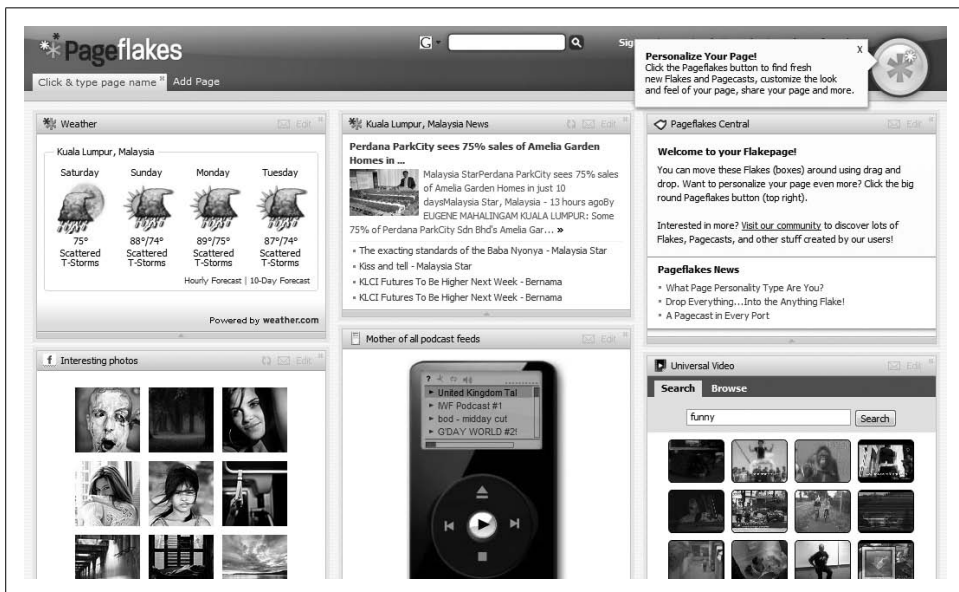 Pageflakes
G
Sig
Click & type page name
Add Page
Personalize Your Page!
X
Click the Pageflakes button to find fresh
new Flakes and Pagecasts, customize the look
and feel of your page, share your page and more.
Weather
Edit
Kuala Lumpur, Malaysia
Saturday Sunday Monday Tuesday
75° 88°/74° 89°/75° 87°/74°
Scattered Scattered Scattered Scattered
T-Storms T-Storms T-Storms T-Storms
Hourly Forecast | 10-Day Forecast
Powered by weather.com
Interesting photos
Edit
Kuala Lumpur, Malaysia News
Edit
Perdana ParkCity sees 75% sales of Amelia Garden
Homes in ...
Malaysia StarPerdana ParkCity sees 75% sales
of Amelia Garden Homes in just 10
daysMalaysia Star, Malaysia - 13 hours agoBy
EUGENE MAHALINGAM KUALA LUMPUR: Some
75% of Perdana ParkCity Sdn Bhd's Amelia Gar... »
The exacting standards of the Baba Nyonya - Malaysia Star
Kiss and tell - Malaysia Star
KLCI Futures To Be Higher Next Week - Bernama
KLCI Futures To Be Higher Next Week - Bernama
Mother of all podcast feeds
Edit
?
United Kingdom Tal
IWF Podcast #1
bod - midday cut
G'DAY WORLD #2!
Pageflakes Central
Edit
Welcome to your Flakepage!
You can move these Flakes (boxes) around using drag and
drop. Want to personalize your page even more? Click the big
round Pageflakes button (top right).
Interested in more? Visit our community to discover lots of
Flakes, Pagecasts, and other stuff created by our users!
Pageflakes News
What Page Personality Type Are You?
Drop Everything...Into the Anything Flake!
A Pagecast in Every Port
Universal Video
Edit
Search Browse
funny Search